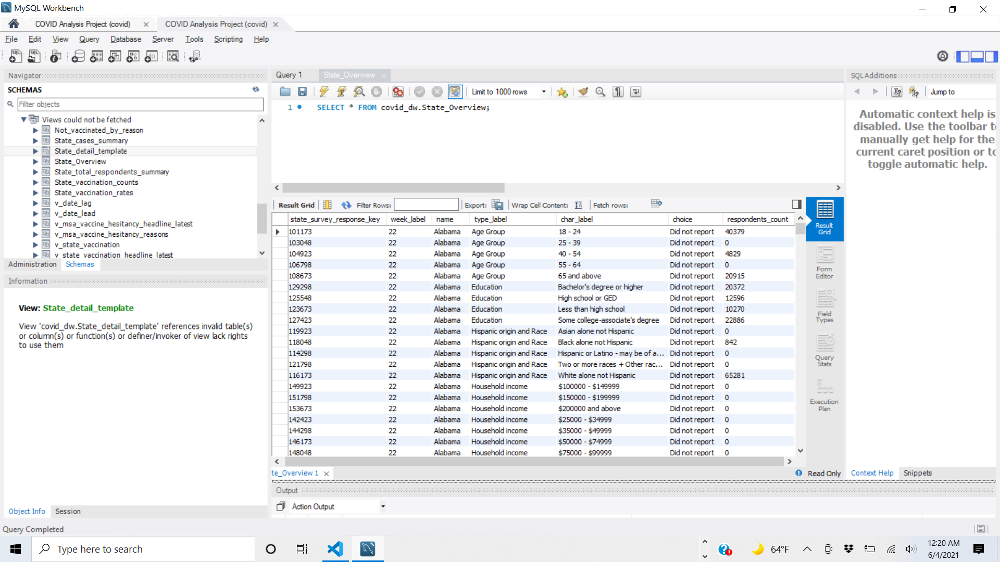 MySQL Workbench
COVID Analysis Project (covid)
COVID Analysis Project (covid)
File Edit View Query Database Server Tools Scripting Help
Navigator
SCHEMAS
Filter objects
Views could not be fetched
Not_vaccinated_by_reason
State_cases_summary
State_detail_template
State_Overview
State_total_respondents_summary
State_vaccination_counts
State_vaccination_rates
v_date_lag
v_date_lead
v_msa_vaccine_hesitancy_headline_latest
v_msa_vaccine_hesitancy_reasons
v_state_vaccination
v_state_vaccination_headline_latest
Administration Schemas
Information
View: State_detail_template
View 'covid_dw.State_detail_template' references invalid table(s)
or column(s) or function(s) or definer/invoker of view lack rights
to use them
Object Info Session
Query Completed
Query 1 State_Overview
Limit to 1000 rows
1 SELECT * FROM covid_dw.State_Overview;
Result Grid Filter Rows: Export: Wrap Cell Content: Fetch rows:
state_survey_response_key week_label name type_label char_label choice respondents_count
101173 22 Alabama Age Group 18 - 24 Did not report 40379
103048 22 Alabama Age Group 25 - 39 Did not report 0
104923 22 Alabama Age Group 40 - 54 Did not report 4829
106798 22 Alabama Age Group 55 - 64 Did not report 0
108673 22 Alabama Age Group 65 and above Did not report 20915
129298 22 Alabama Education Bachelor's degree or higher Did not report 20372
125548 22 Alabama Education High school or GED Did not report 12596
123673 22 Alabama Education Less than high school Did not report 10270
127423 22 Alabama Education Some college-associate's degree Did not report 22886
119923 22 Alabama Hispanic origin and Race Asian alone not Hispanic Did not report 0
118048 22 Alabama Hispanic origin and Race Black alone not Hispanic Did not report 842
114298 22 Alabama Hispanic origin and Race Hispanic or Latino - may be of a... Did not report 0
121798 22 Alabama Hispanic origin and Race Two or more races + Other rac... Did not report 0
116173 22 Alabama Hispanic origin and Race White alone not Hispanic Did not report 65281
149923 22 Alabama Household income $100000 - $149999 Did not report 0
151798 22 Alabama Household income $150000 - $199999 Did not report 0
153673 22 Alabama Household income $200000 and above Did not report 0
142423 22 Alabama Household income $25000 - $34999 Did not report 0
144298 22 Alabama Household income $35000 - $49999 Did not report 0
146173 22 Alabama Household income $50000 - $74999 Did not report 0
148048 22 Alabama Household income $75000 - $99999 Did not report 0
Result
Grid
Form
Editor
Field
Types
Query
Stats
Execution
Plan
te_Overview 1
Read Only
Output
Action Output
SQLAdditions
Jump to
Automatic context help is
disabled. Use the toolbar t
manually get help for the
current caret position or to
toggle automatic help.
Context Help Snippets
Type here to search
64°F
12:20 AM
6/4/2021